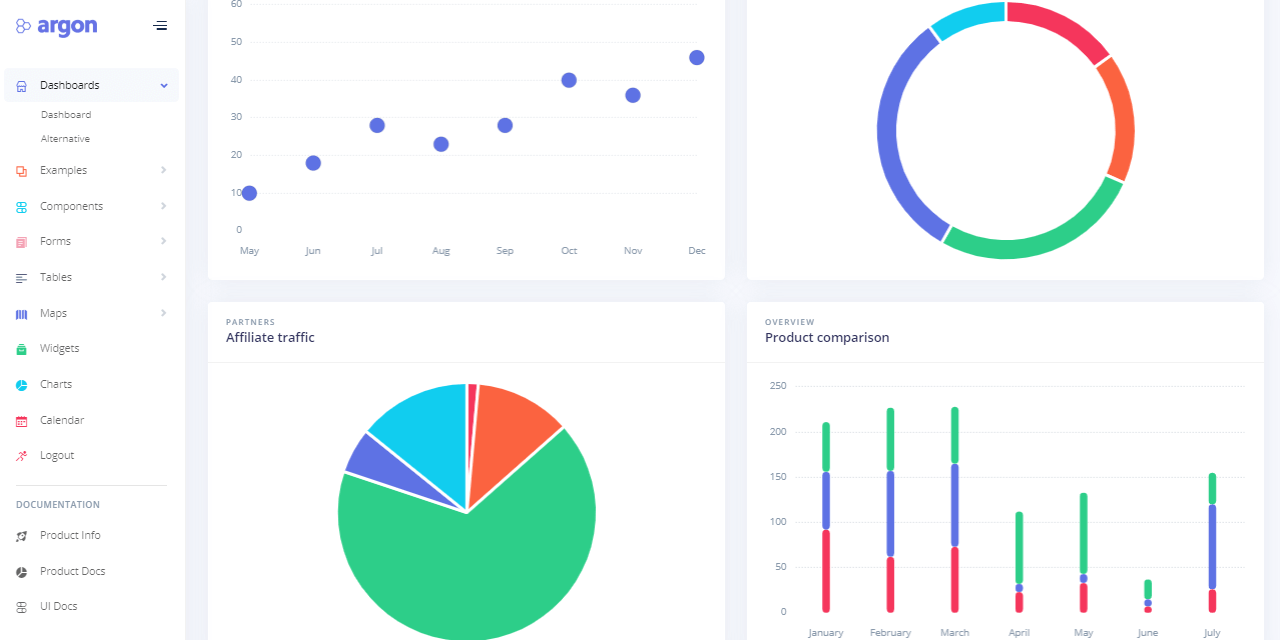 argon
Dashboards
Dashboard
Alternative
Examples
Components
Forms
Tables
Maps
Widgets
Charts
Calendar
Logout
DOCUMENTATION
Product Info
Product Docs
UI Docs
60
50
40
30
20
10
0
May Jun Jul Aug Sep Oct Nov Dec
PARTNERS
Affiliate traffic
OVERVIEW
Product comparison
250
200
150
100
50
0
January February March April May June July